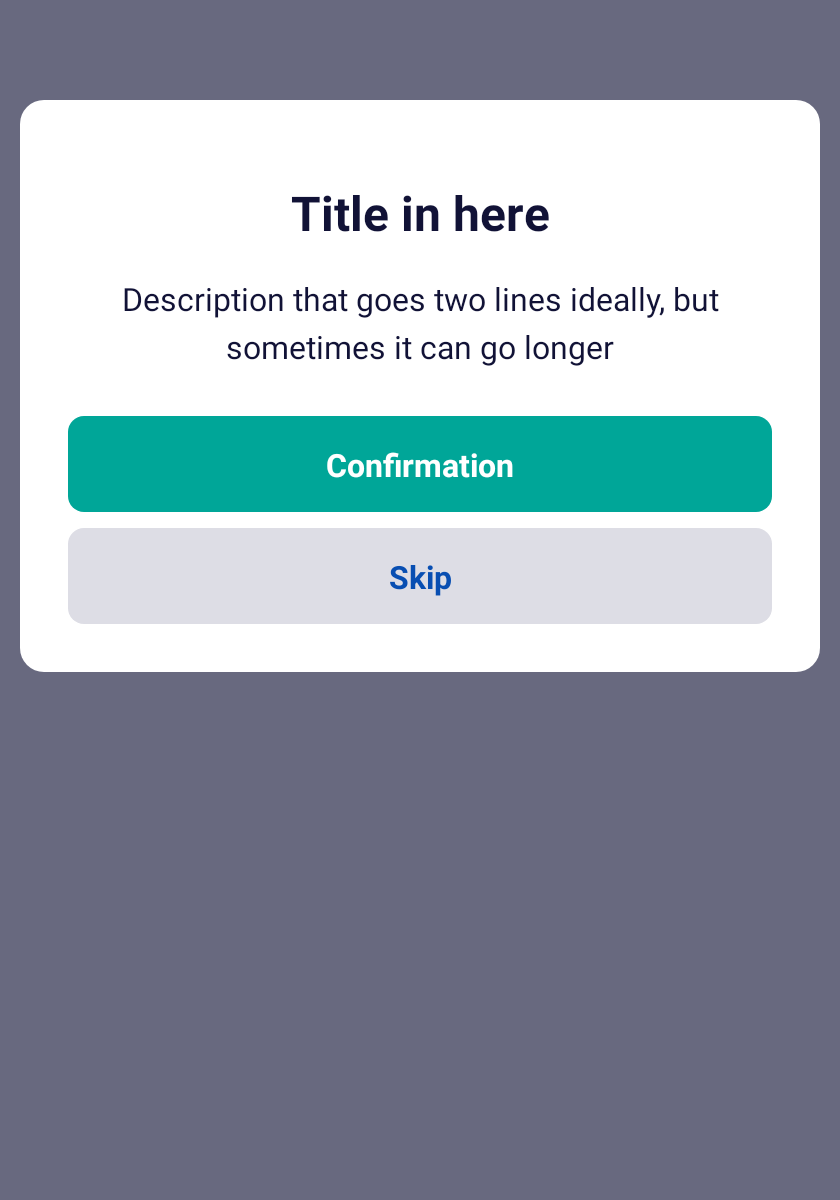 Title in here
Description that goes two lines ideally, but
sometimes it can go longer
Confirmation
Skip